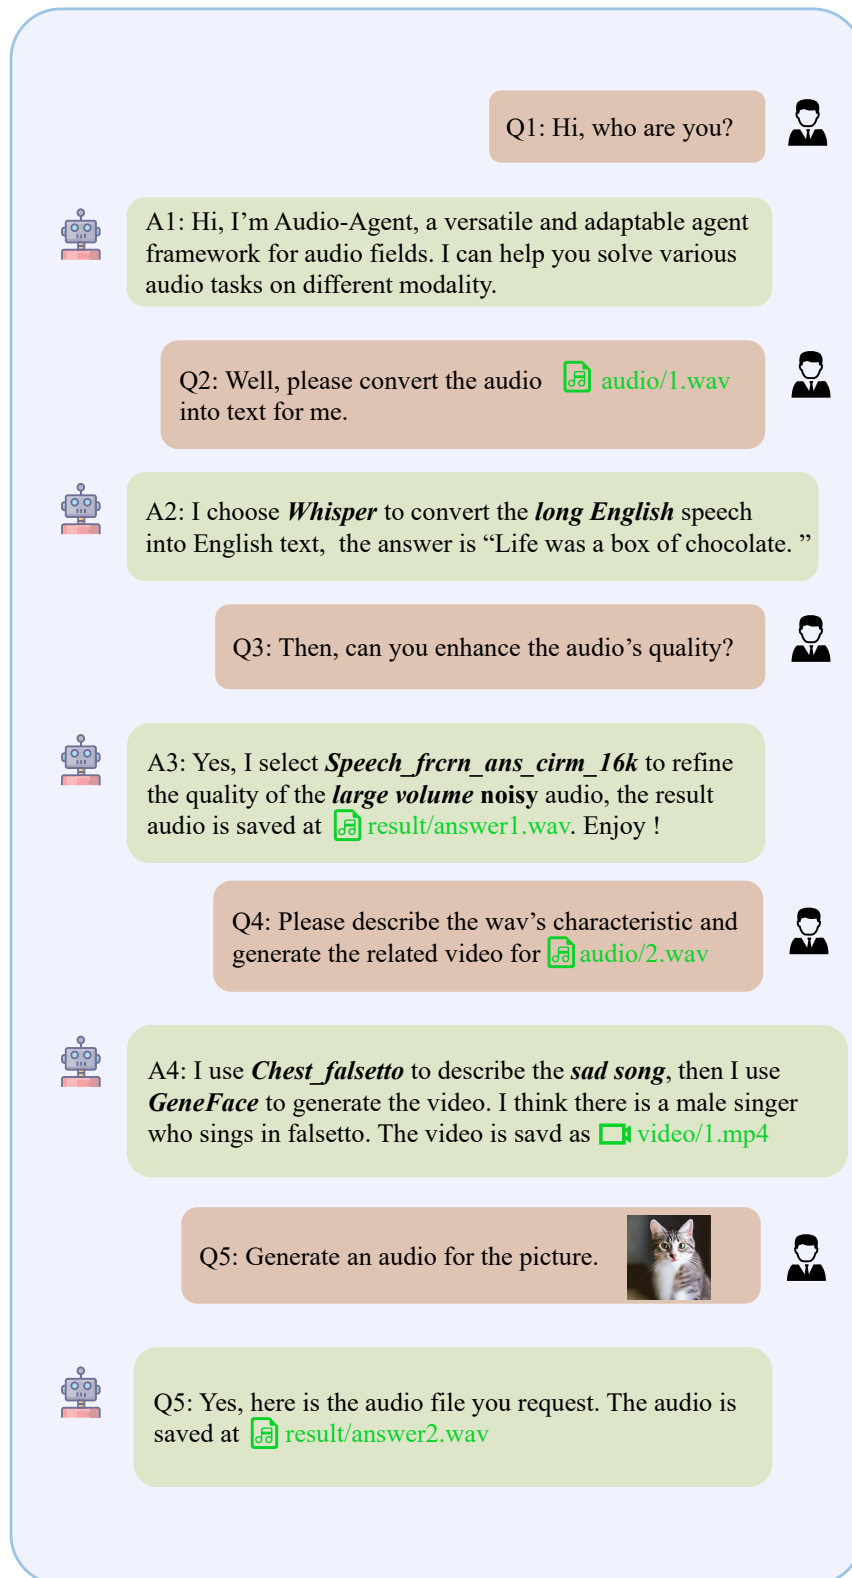 Q1: Hi, who are you?
A1: Hi, I’m Audio-Agent, a versatile and adaptable agent
framework for audio fields. I can help you solve various
audio tasks on different modality.
Q2: Well, please convert the audio audio/1.wav
into text for me.
A2: I choose Whisper to convert the long English speech
into English text, the answer is “Life was a box of chocolate. ”
Q3: Then, can you enhance the audio’s quality?
A3: Yes, I select Speech_frcrn_ans_cirm_16k to refine
the quality of the large volume noisy audio, the result
audio is saved at result/answer1.wav. Enjoy !
Q4: Please describe the wav’s characteristic and
generate the related video for audio/2.wav
A4: I use Chest_falsetto to describe the sad song, then I use
GeneFace to generate the video. I think there is a male singer
who sings in falsetto. The video is savd as video/1.mp4
Q5: Generate an audio for the picture.
Q5: Yes, here is the audio file you request. The audio is
saved at result/answer2.wav